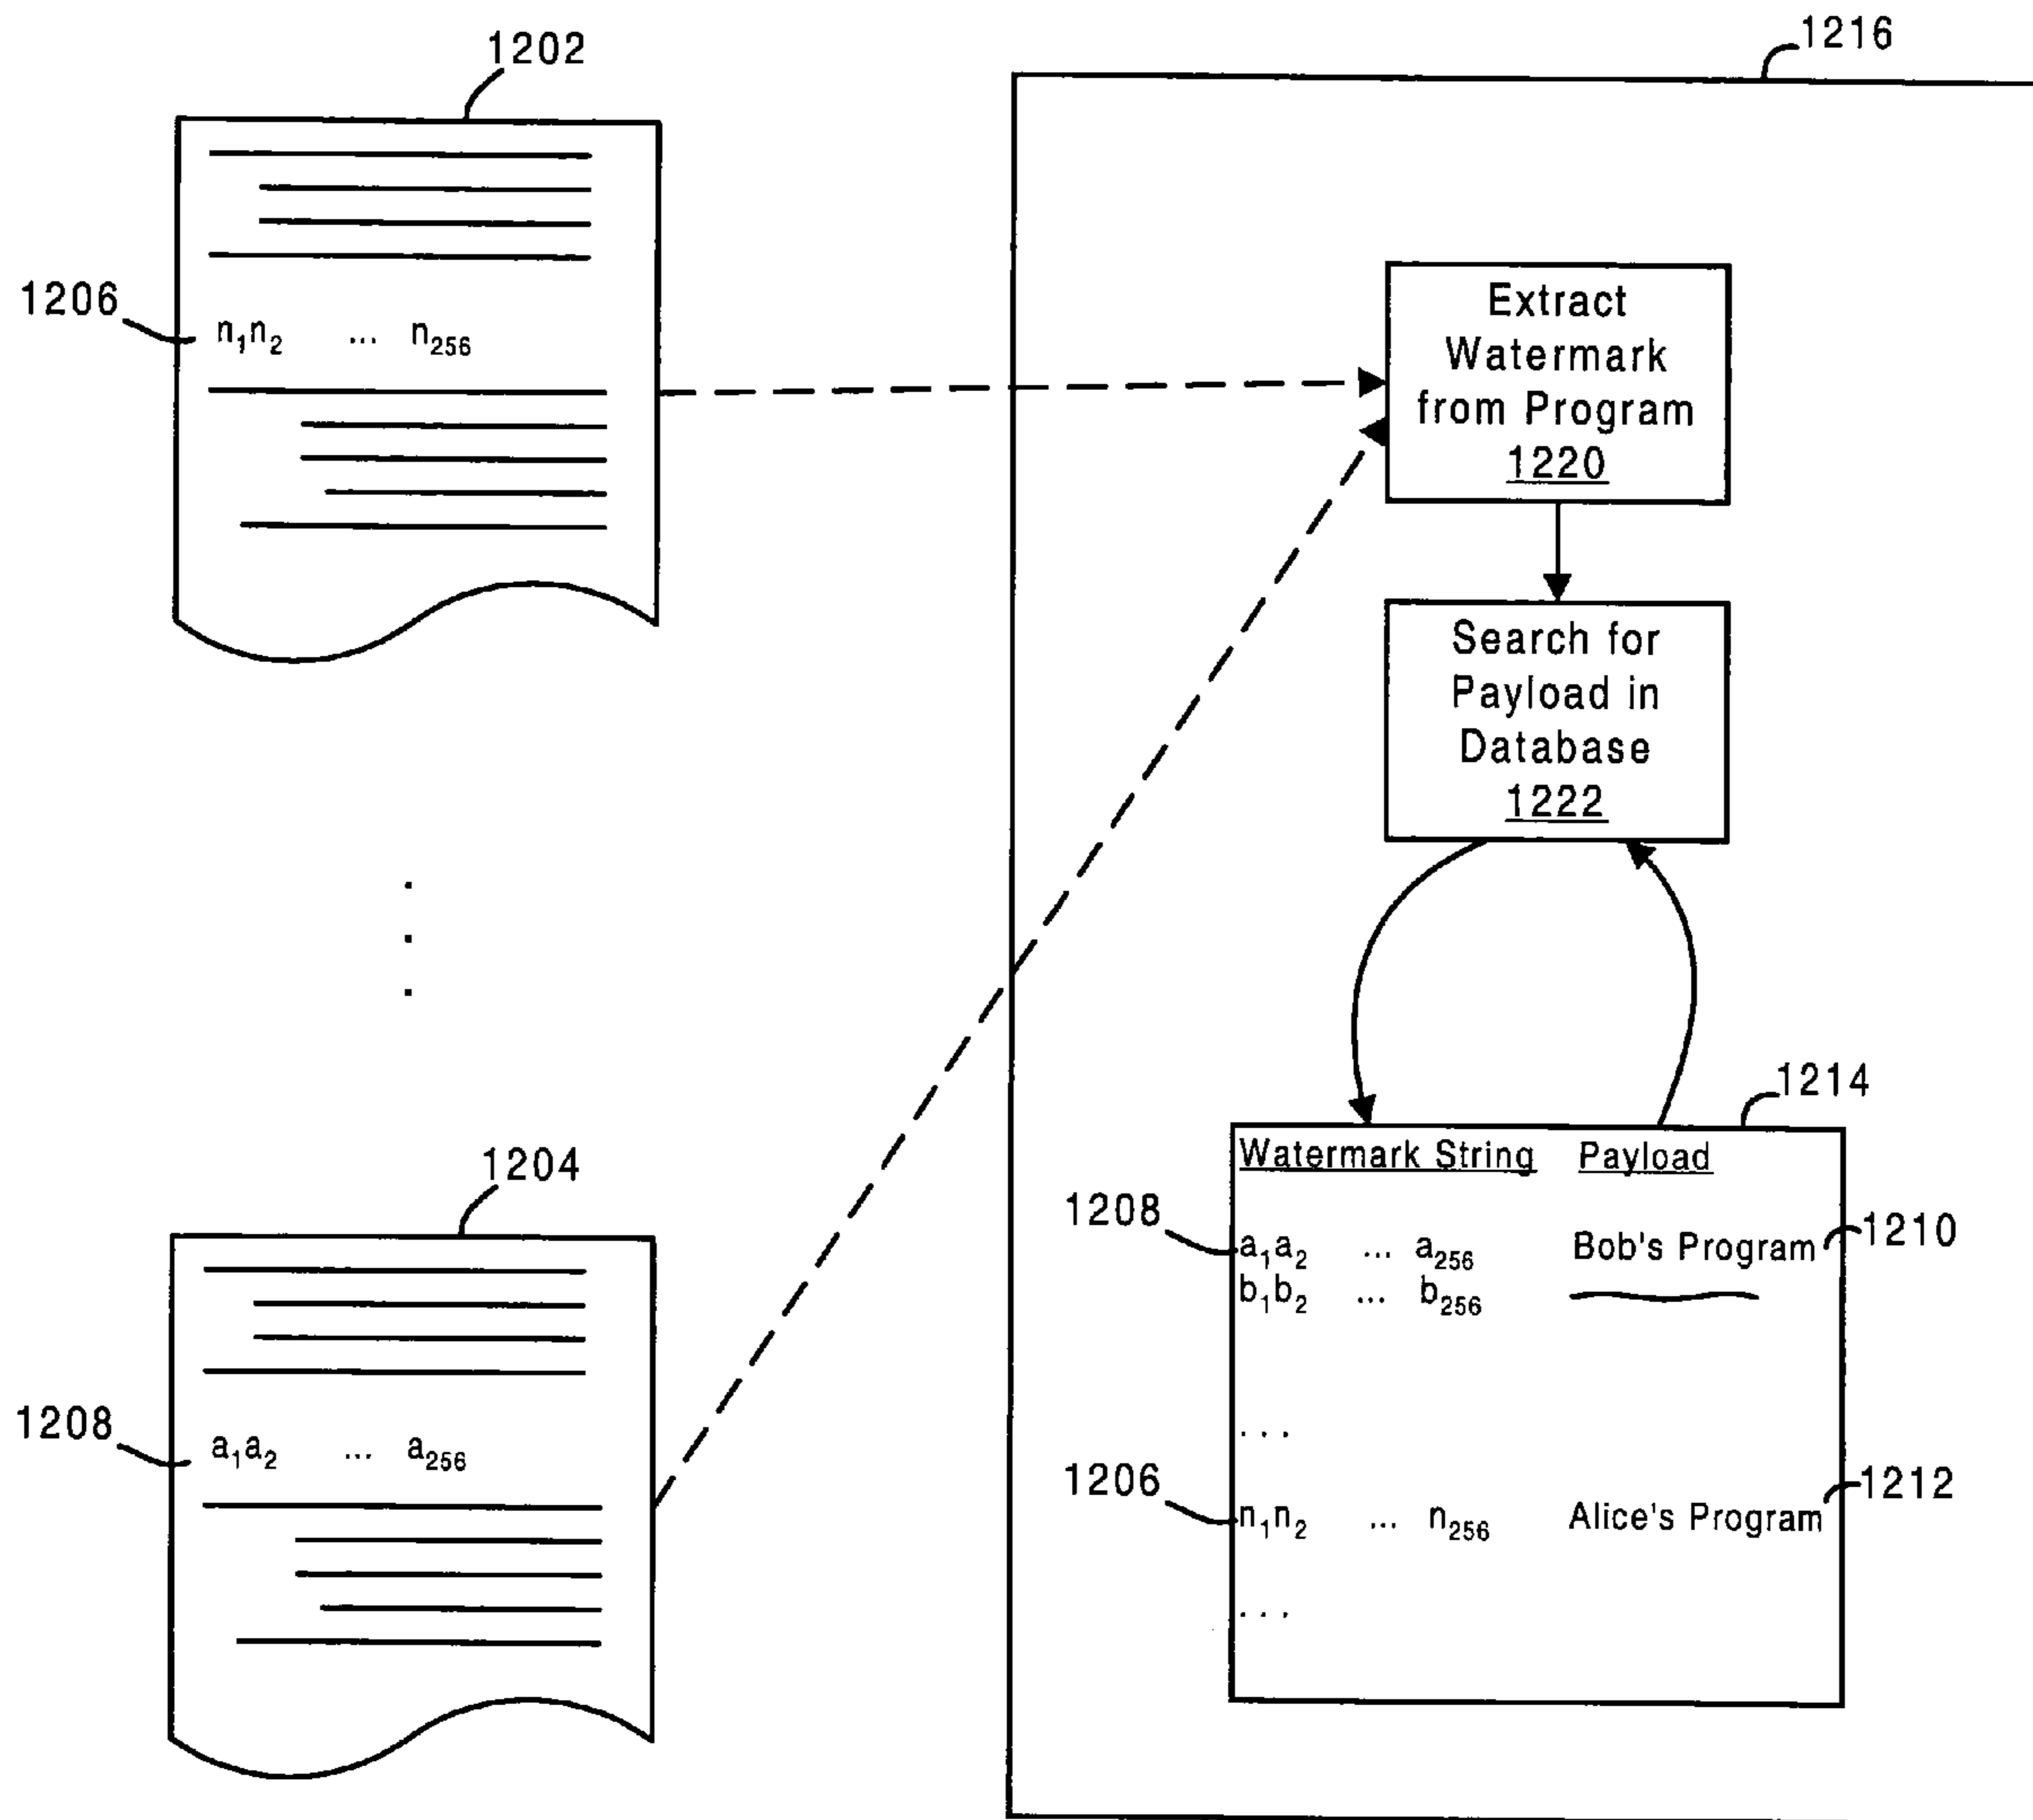 1202
1216
1206
n₁n₂ ... n₂₅₆
Extract
Watermark
from Program
1220
Search for
Payload in
Database
1222
1214
1204
Watermark String Payload
1208
a₁a₂ ... a₂₅₆ Bob's Program
1210
b₁b₂ ... b₂₅₆
...
1208
a₁a₂ ... a₂₅₆
1206
n₁n₂ ... n₂₅₆ Alice's Program
1212
...